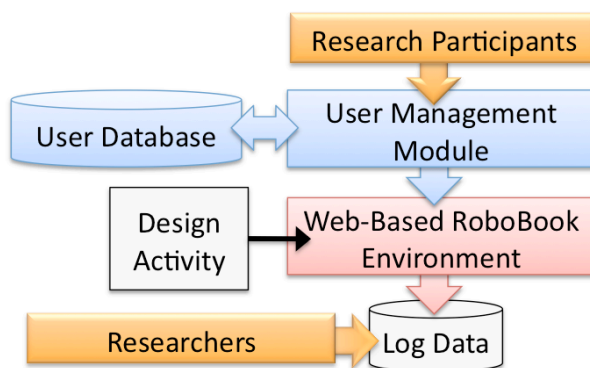 Research Participants
User Database
User Management
Module
Design
Activity
Web-Based RoboBook
Environment
Researchers
Log Data